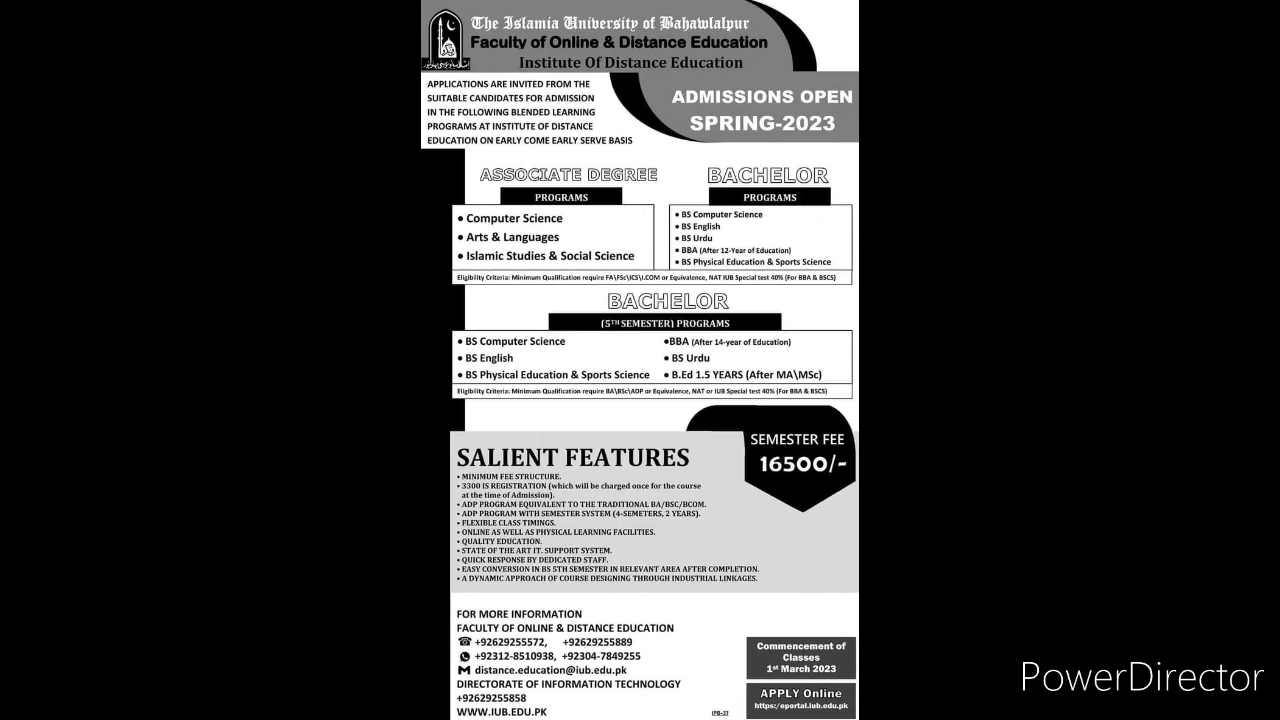 The Islamia University of Bahawlalpur
Faculty of Online & Distance Education
Institute Of Distance Education
APPLICATIONS ARE INVITED FROM THE
SUITABLE CANDIDATES FOR ADMISSION
IN THE FOLLOWING BLENDED LEARNING
PROGRAMS AT INSTITUTE OF DISTANCE
EDUCATION ON EARLY COME EARLY SERVE BASIS
ADMISSIONS OPEN
SPRING-2023
ASSOCIATE DEGREE
PROGRAMS
• Computer Science
• Arts & Languages
• Islamic Studies & Social Science
BACHELOR
PROGRAMS
• BS Computer Science
• BS English
• BS Urdu
• BBA (After 12-Year of Education)
• BS Physical Education & Sports Science
Eligibility Criteria: Minimum Qualification require FA\FSc\ICS\I.COM or Equivalence, NAT IUB Special test 40% (For BBA & BSCS)
BACHELOR
(5TH SEMESTER) PROGRAMS
• BS Computer Science
• BS English
• BS Physical Education & Sports Science
•BBA (After 14-year of Education)
• BS Urdu
• B.Ed 1.5 YEARS (After MA\MSc)
Eligibility Criteria: Minimum Qualification require BA\BSc\ADP or Equivalence, NAT or IUB Special test 40% (For BBA & BSCS)
SEMESTER FEE
16500/-
SALIENT FEATURES
• MINIMUM FEE STRUCTURE.
• 3300 IS REGISTRATION (which will be charged once for the course
at the time of Admission).
• ADP PROGRAM EQUIVALENT TO THE TRADITIONAL BA/BSC/BCOM.
• ADP PROGRAM WITH SEMESTER SYSTEM (4-SEMETERS, 2 YEARS).
• FLEXIBLE CLASS TIMINGS.
• ONLINE AS WELL AS PHYSICAL LEARNING FACILITIES.
• QUALITY EDUCATION.
• STATE OF THE ART IT. SUPPORT SYSTEM.
• QUICK RESPONSE BY DEDICATED STAFF.
• EASY CONVERSION IN BS 5TH SEMESTER IN RELEVANT AREA AFTER COMPLETION.
• A DYNAMIC APPROACH OF COURSE DESIGNING THROUGH INDUSTRIAL LINKAGES.
FOR MORE INFORMATION
FACULTY OF ONLINE & DISTANCE EDUCATION
+92629255572, +92629255889
+92312-8510938, +92304-7849255
distance.education@iub.edu.pk
DIRECTORATE OF INFORMATION TECHNOLOGY
+92629255858
WWW.IUB.EDU.PK
IPB-37
Commencement of
Classes
1st March 2023
APPLY Online
https:/eportal.iub.edu.pk
PowerDirector